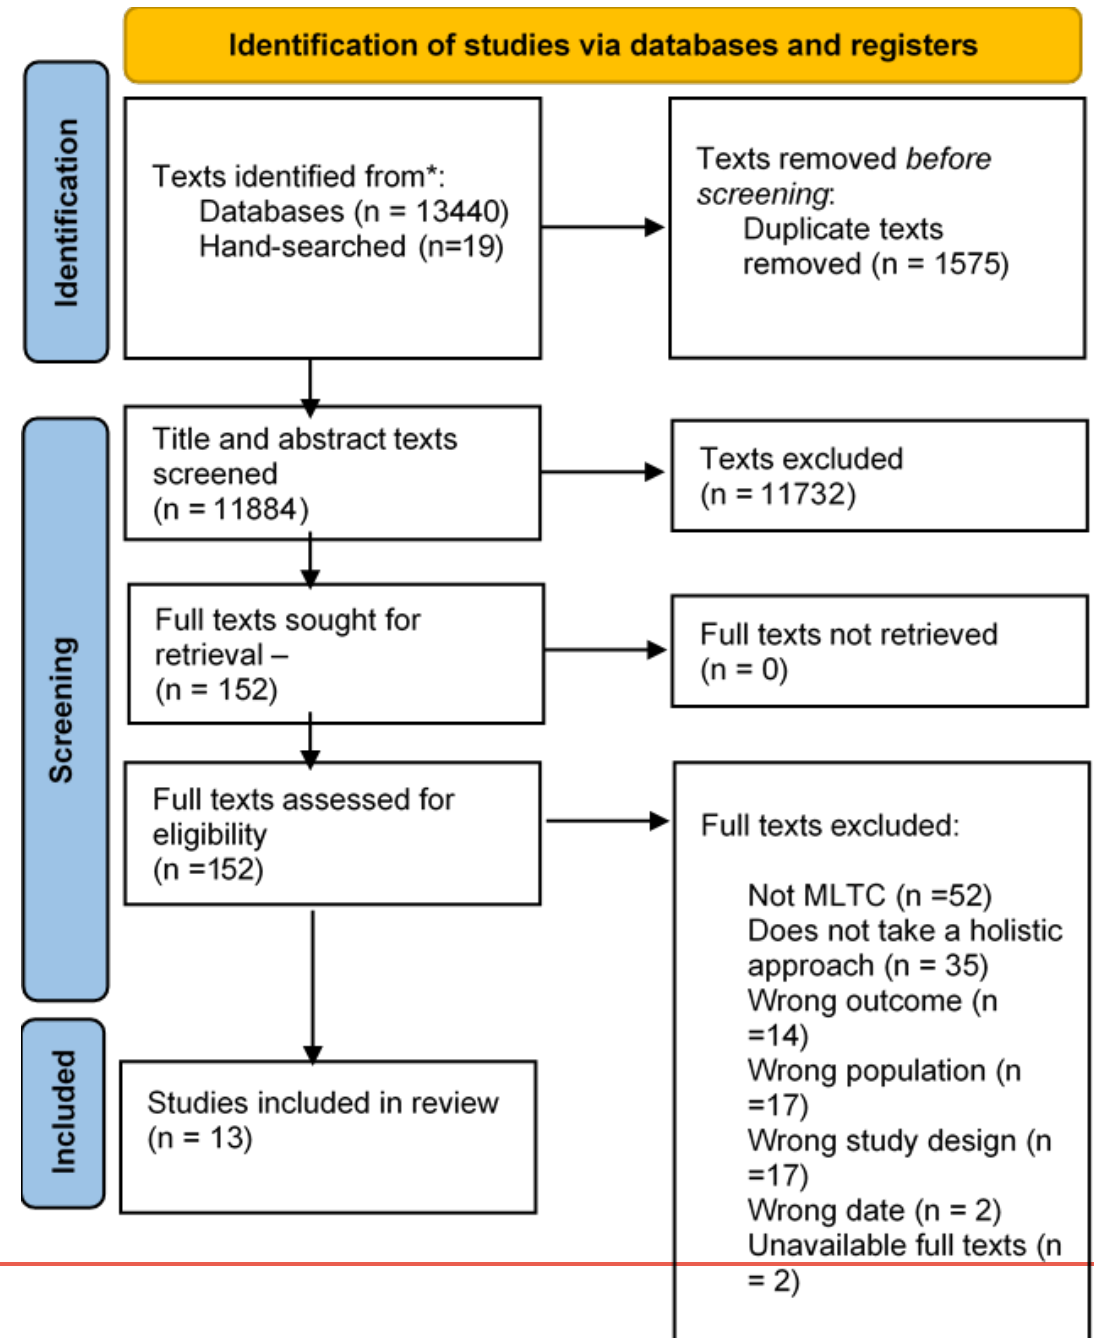 Identification of studies via databases and registers
Identification
Texts identified from*:
Databases (n = 13440)
Hand-searched (n=19)
Texts removed before
screening:
Duplicate texts
removed (n = 1575)
Screening
Title and abstract texts
screened
(n = 11884)
Texts excluded
(n = 11732)
Full texts sought for
retrieval –
(n = 152)
Full texts not retrieved
(n = 0)
Full texts assessed for
eligibility
(n =152)
Full texts excluded:
Not MLTC (n =52)
Does not take a holistic
approach (n = 35)
Wrong outcome (n
=14)
Wrong population (n
=17)
Wrong study design (n
=17)
Wrong date (n = 2)
Unavailable full texts (n
= 2)
Included
Studies included in review
(n = 13)